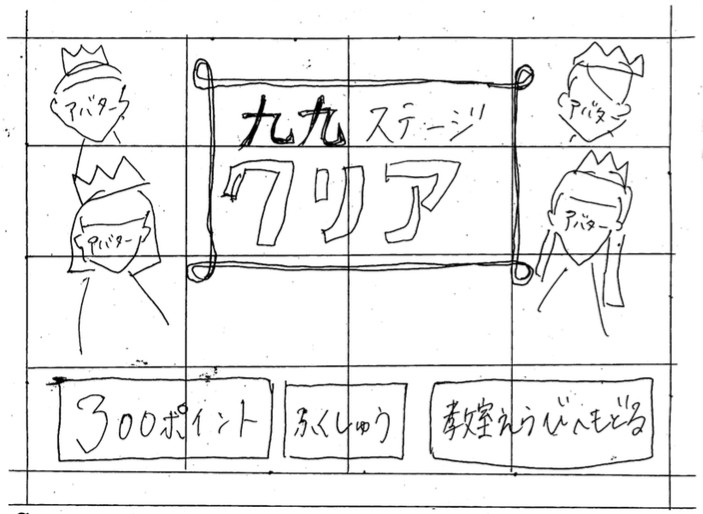 アバター
アバター
九九 ステージ
クリア
アバター
アバター
300ポイント
ふくしゅう
教室えらびへもどる